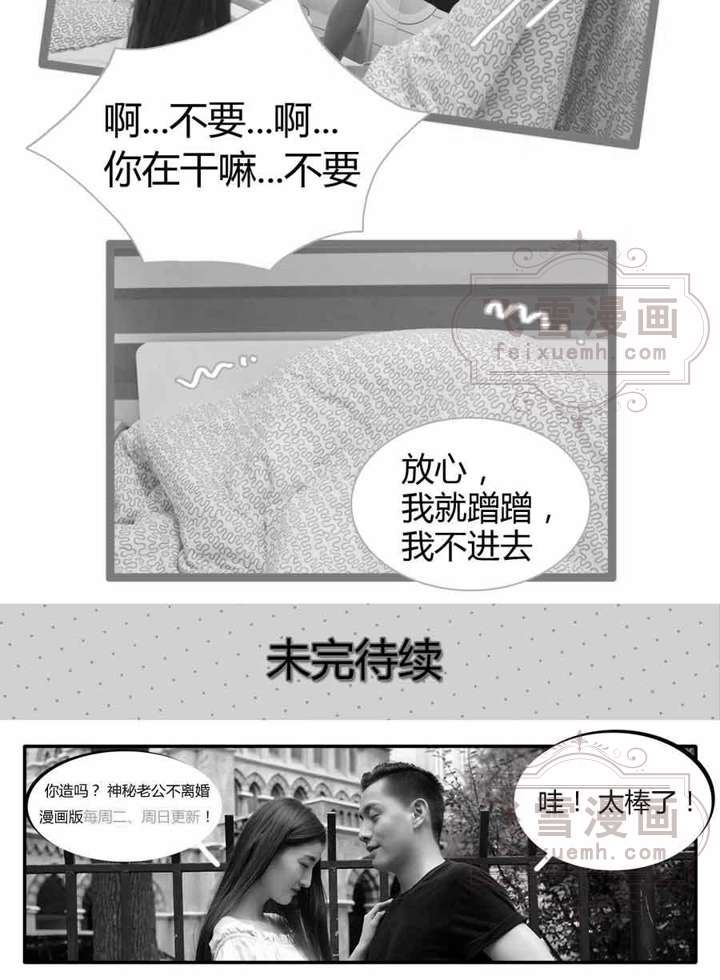 啊...不要...啊...
你在干嘛...不要
飞雪漫画
feixuemh.com
放心，
我就蹭蹭，
我不进去
未完待续
你造吗？ 神秘老公不离婚
漫画版每周二、周日更新！
哇！ 太棒了！
飞雪漫画
feixuemh.com